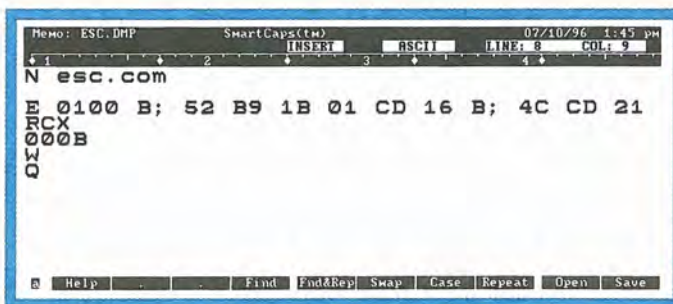 Memo: ESC.DMP SmartCaps(tm) 07/10/96 1:45 pm
INSERT ASCII LINE: 8 COL: 9
1 2 3 4
N esc.com
E 0100 B; 52 B9 1B 01 CD 16 B; 4C CD 21
RCX
000B
W
Q
a Help . . Find Fnd&Rep Swap Case Repeat Open Save